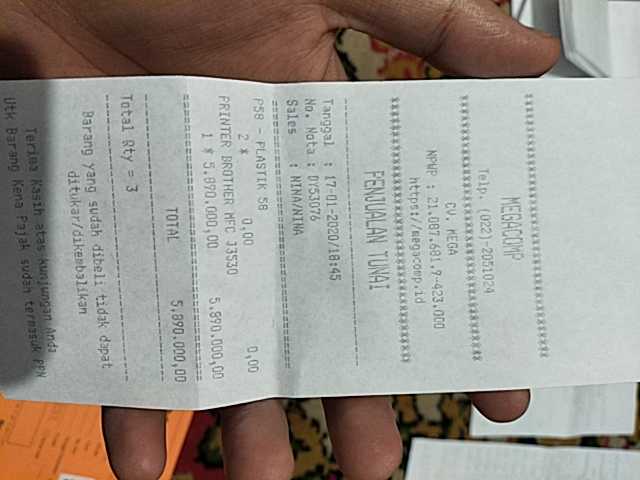 MEGACOMP
Telp. (022)-2051024
************************************
CV. MEGA
NPWP : 21.087.681.9-423.000
https://megacomp.id
************************************
PENJUALAN TUNAI
Tanggal : 17-01-2020/18:45
No. Nota : DY53076
Sales : NINA/NINA
P58 - PLASTIK 58
2 * 0,00 0,00
PRINTER BROTHER MFC J3530
1 * 5.890.000,00 5.890.000,00
TOTAL 5.890.000,00
Total Qty = 3
Barang yang sudah dibeli tidak dapat
ditukar/dikembalikan
Terima Kasih atas kunjungan Anda
Utk Barang Kena Pajak sudah termasuk PPN